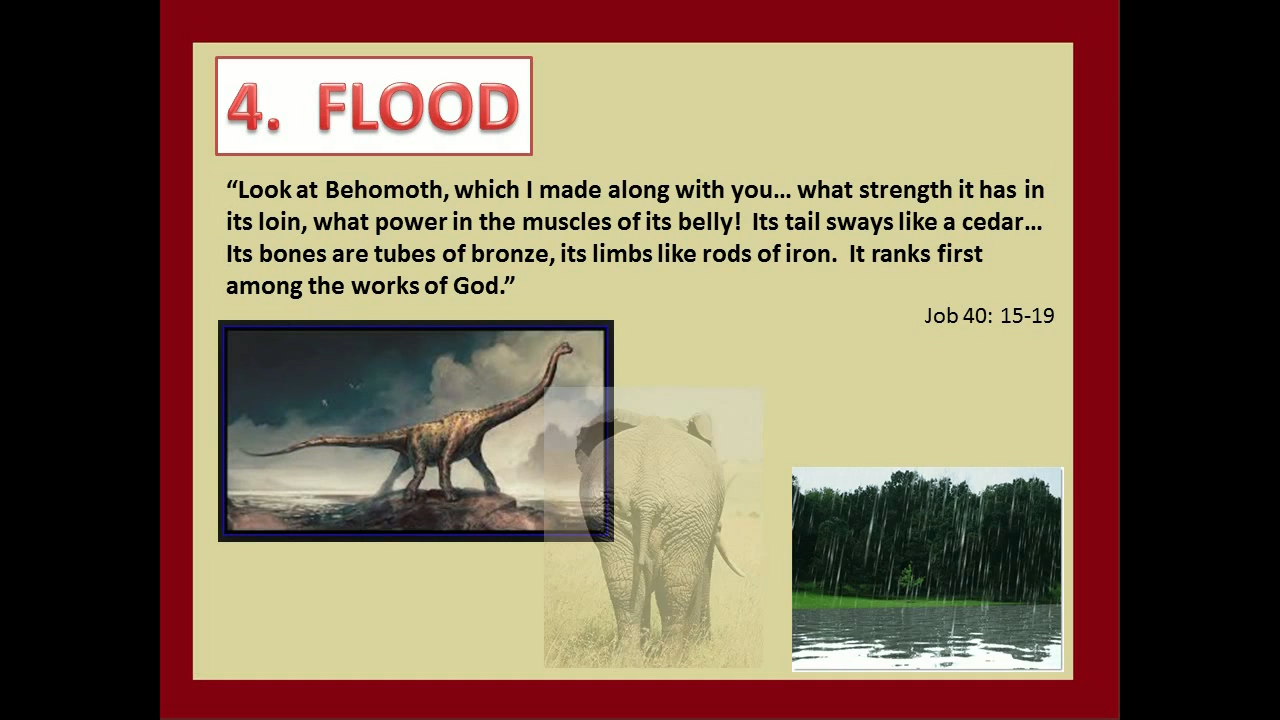 4. FLOOD
“Look at Behomoth, which I made along with you… what strength it has in
its loin, what power in the muscles of its belly! Its tail sways like a cedar…
Its bones are tubes of bronze, its limbs like rods of iron. It ranks first
among the works of God.”
Job 40: 15-19